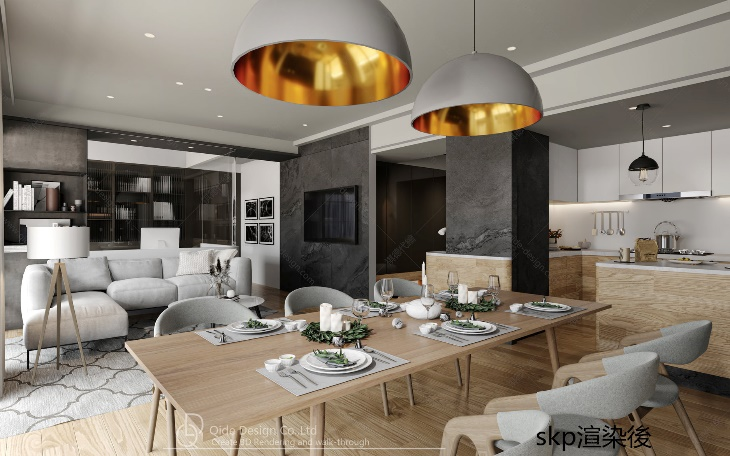 Qide Design Co.,Ltd
Create 3D Rendering and walk-through
skp渲染後